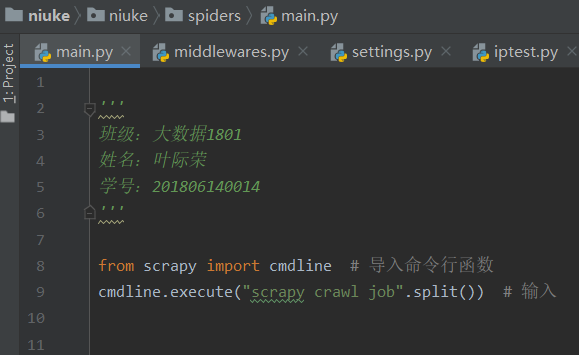 niuke niuke spiders main.py
main.py middlewares.py settings.py iptest.py
1: Project
1
2 '''
3 班级：大数据1801
4 姓名：叶际荣
5 学号：201806140014
6 '''
7
8 from scrapy import cmdline # 导入命令行函数
9 cmdline.execute("scrapy crawl job".split()) # 输入
10
11